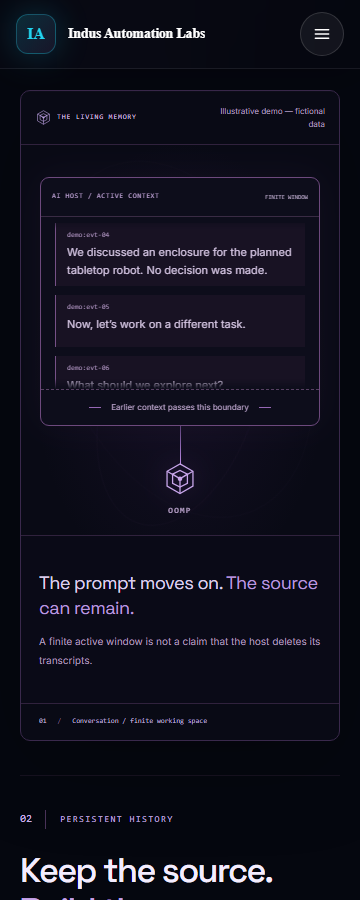 IA Indus Automation Labs
THE LIVING MEMORY
Illustrative demo — fictional
data
AI HOST / ACTIVE CONTEXT
FINITE WINDOW
demo:evt-04
We discussed an enclosure for the planned
tabletop robot. No decision was made.
demo:evt-05
Now, let's work on a different task.
demo:evt-06
What should we explore next?
Earlier context passes this boundary
OOMP
The prompt moves on. The source
can remain.
A finite active window is not a claim that the host deletes its
transcripts.
01 / Conversation / finite working space
02 PERSISTENT HISTORY
Keep the source.